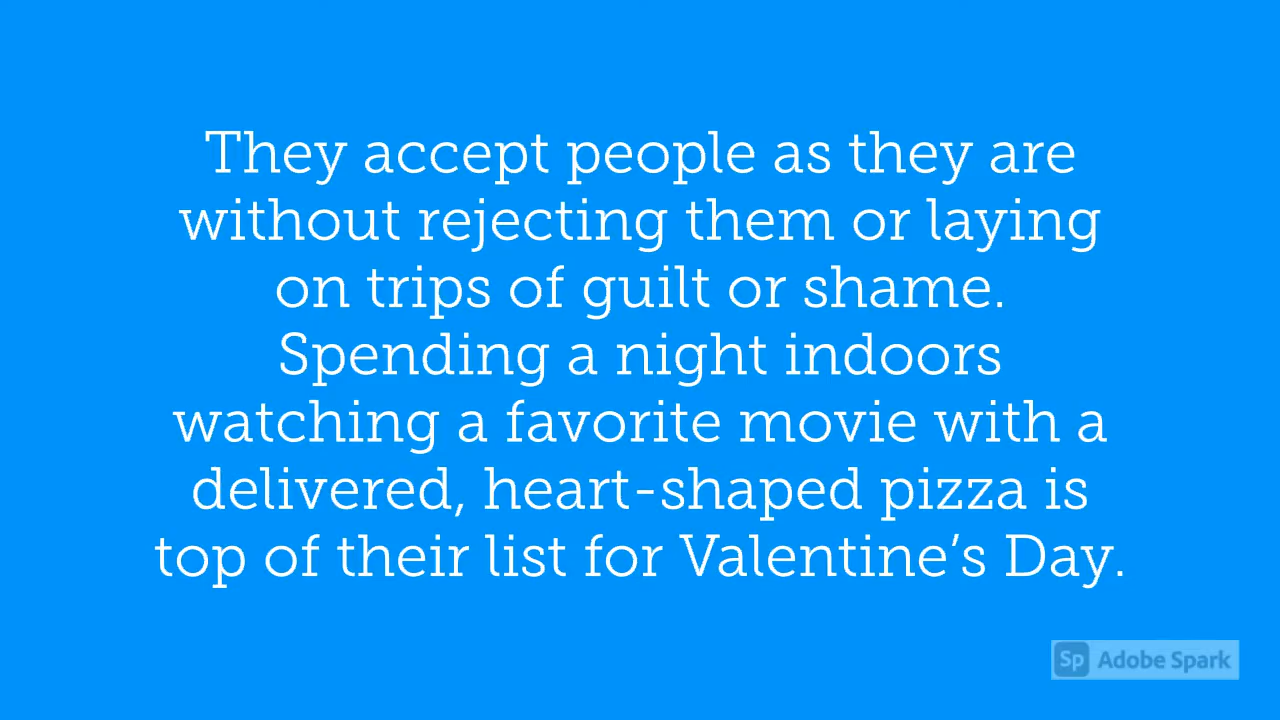 They accept people as they are
without rejecting them or laying
on trips of guilt or shame.
Spending a night indoors
watching a favorite movie with a
delivered, heart-shaped pizza is
top of their list for Valentine’s Day.
Sp Adobe Spark